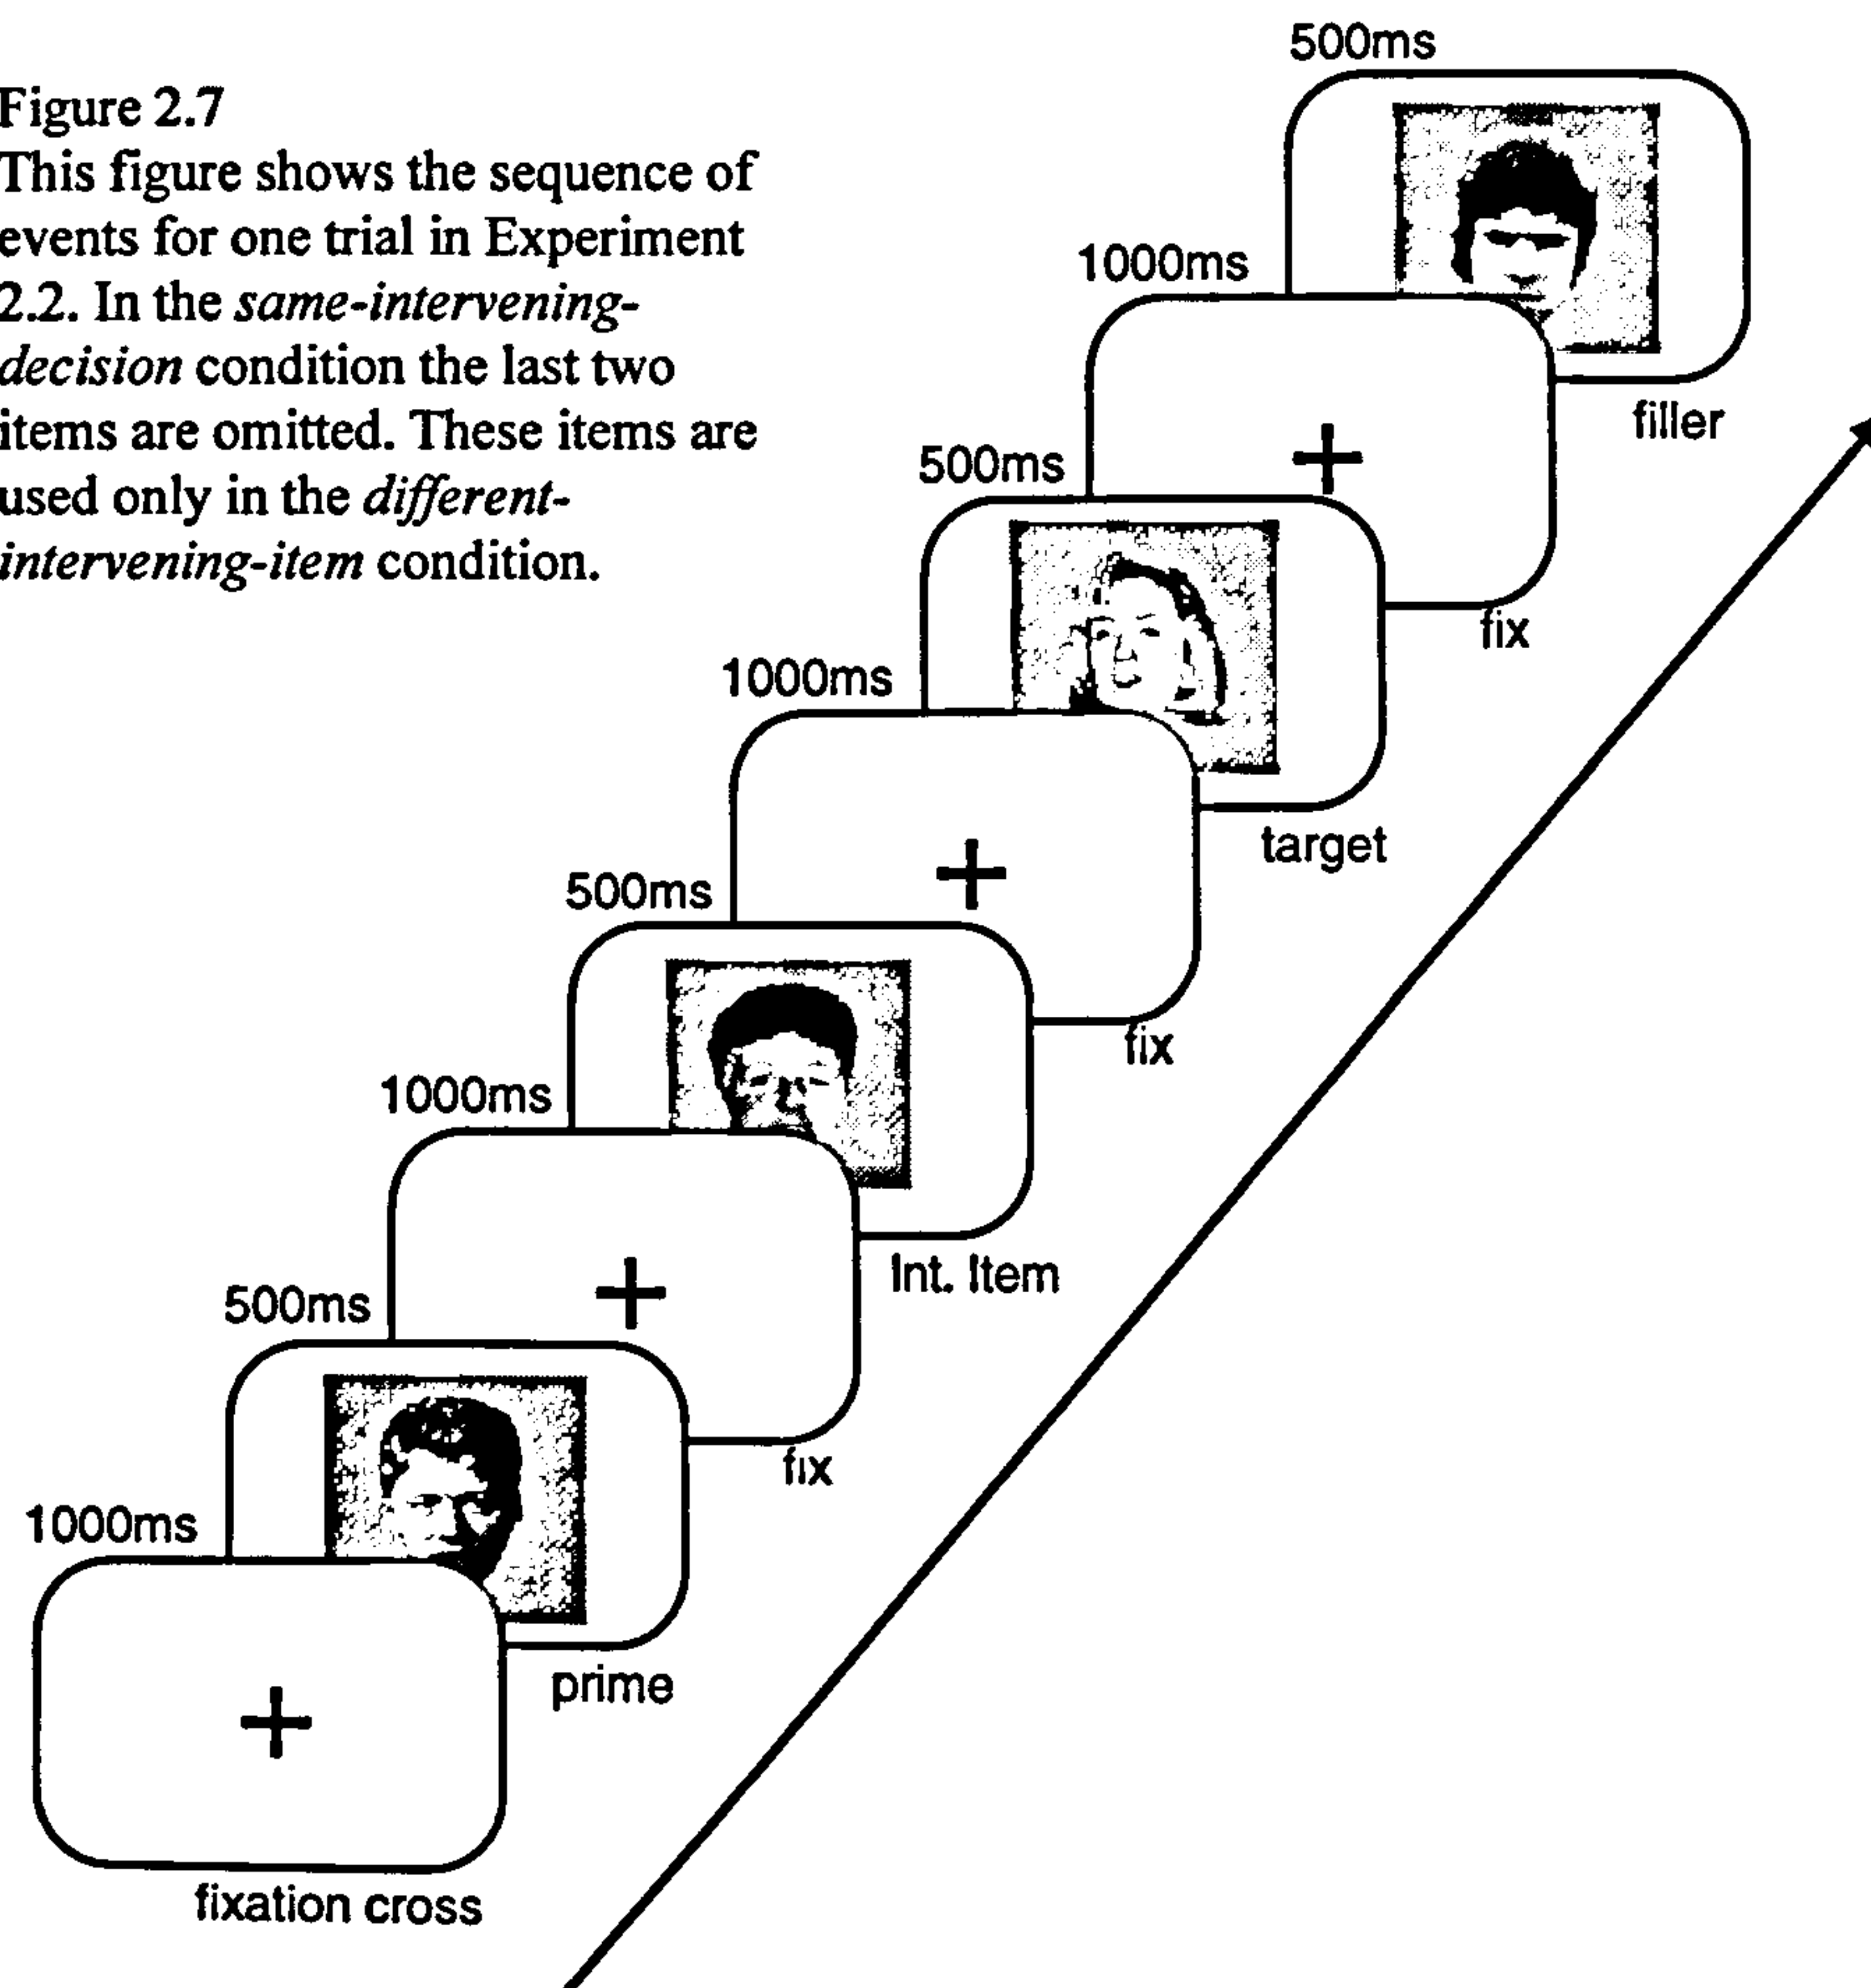 Figure 2.7
This figure shows the sequence of
events for one trial in Experiment
2.2. In the same-intervening-
decision condition the last two
items are omitted. These items are
used only in the different-
intervening-item condition.
500ms
filler
1000ms
fix
500ms
target
1000ms
fix
500ms
Int. Item
1000ms
fix
500ms
prime
1000ms
fixation cross